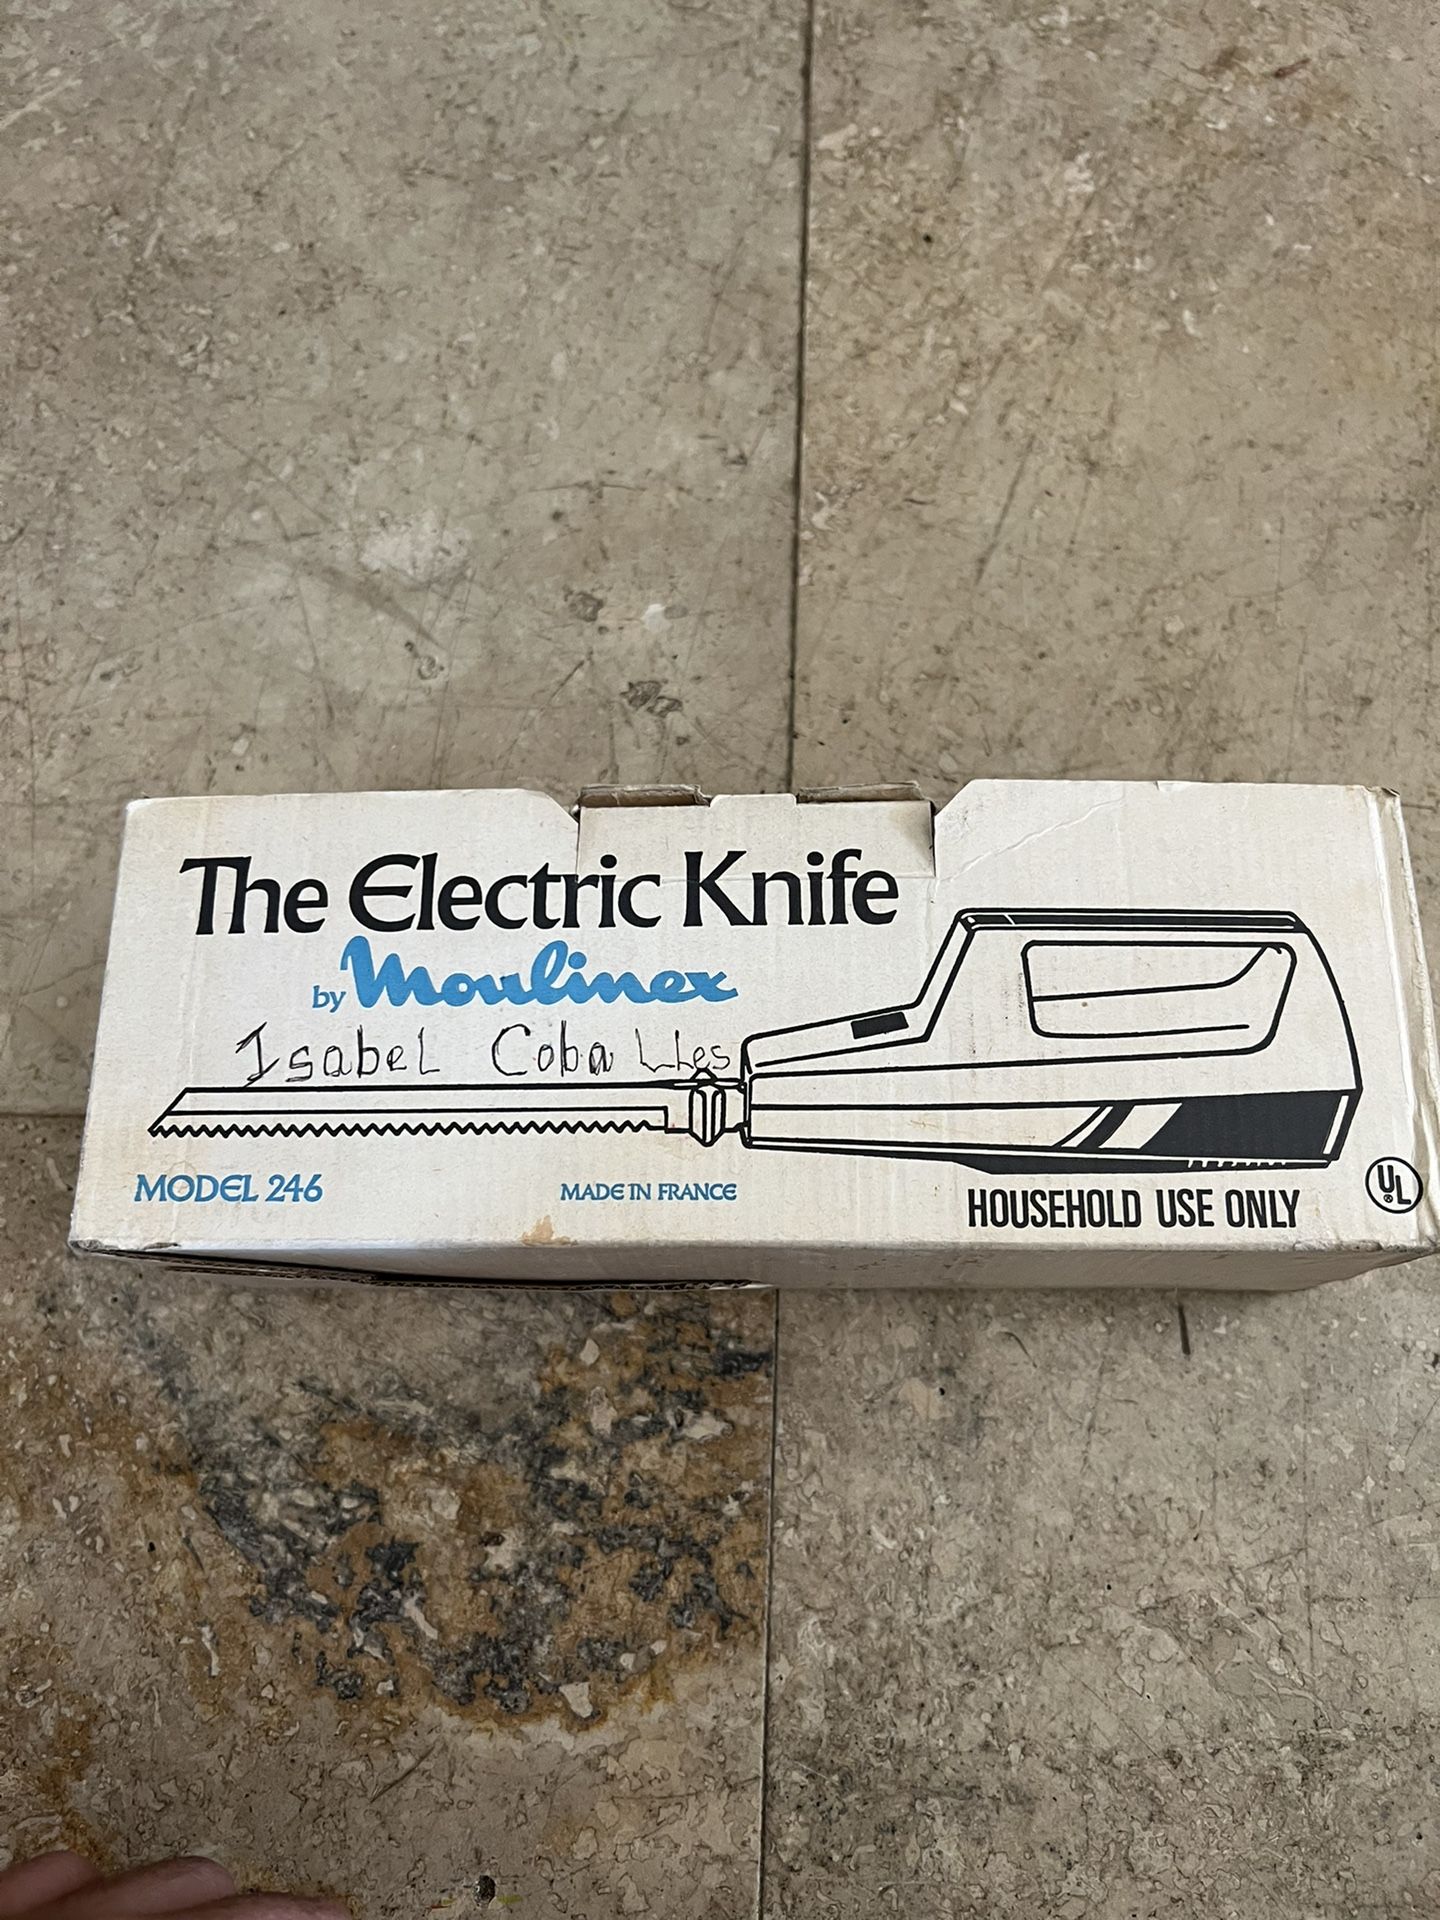 The Electric Knife
by Moulinex
Isabel Coballes
MODEL 246
MADE IN FRANCE
HOUSEHOLD USE ONLY
UL